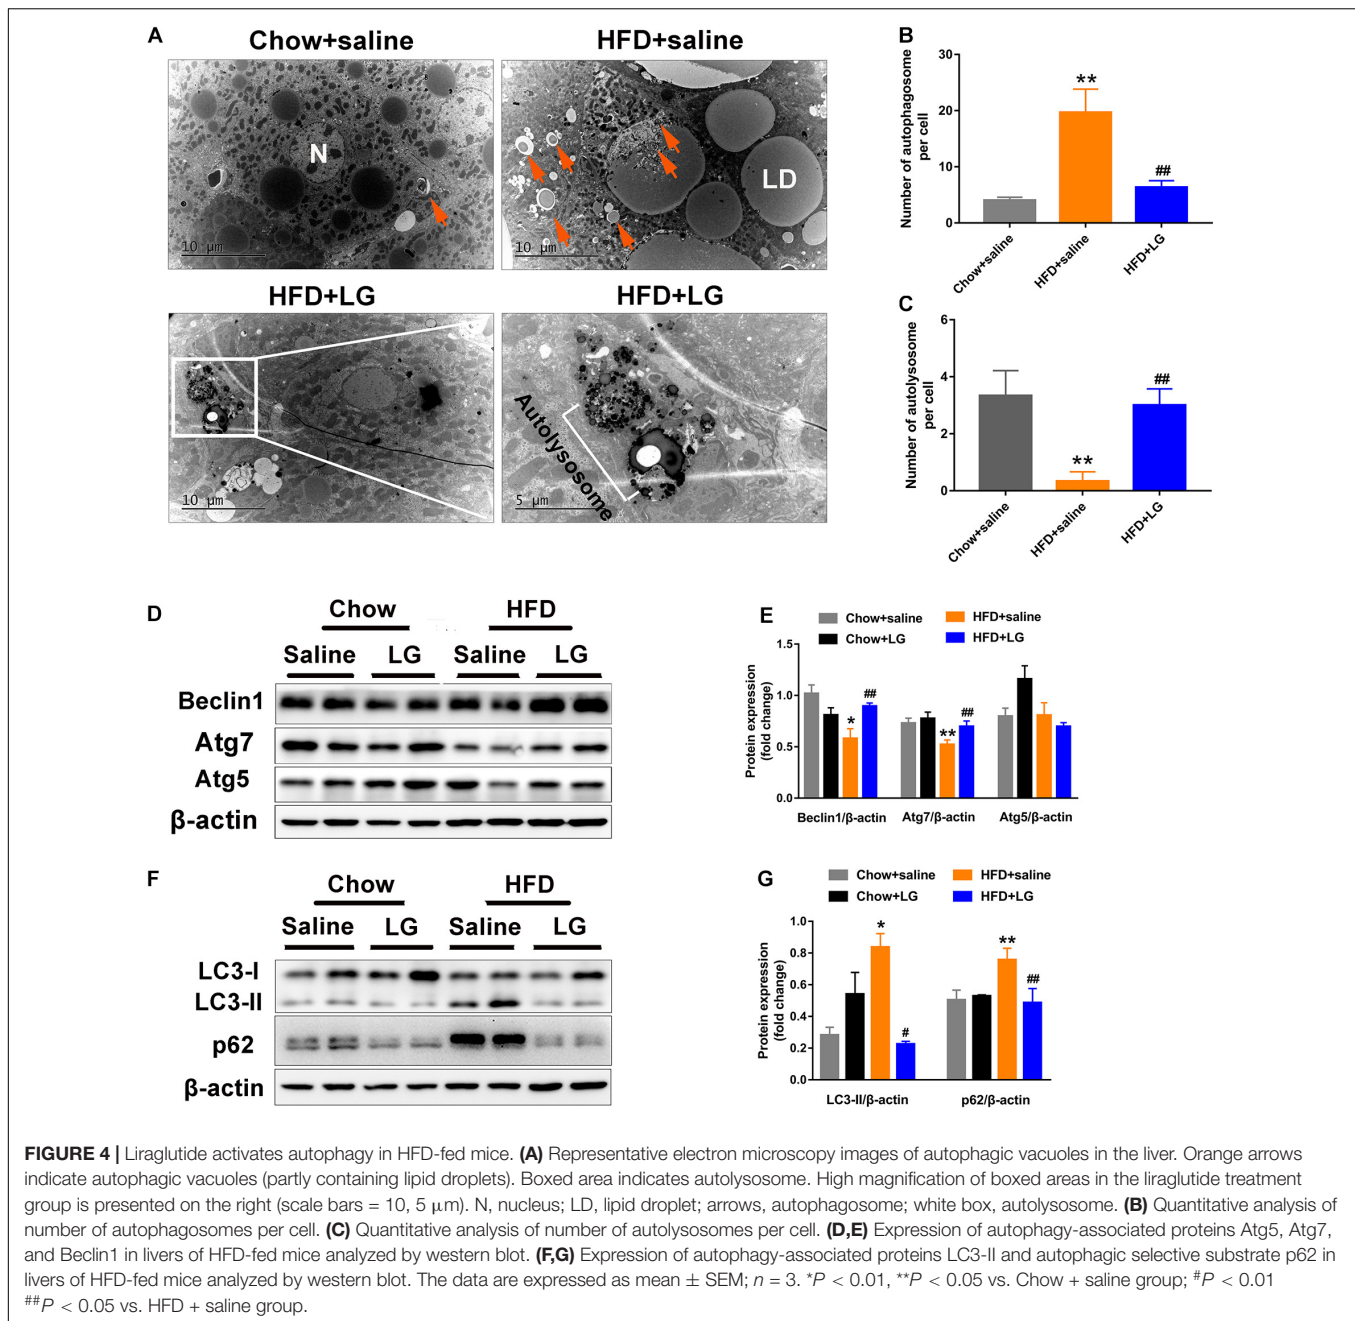 A
Chow+saline
HFD+saline
N
10 μm
LD
10 μm
HFD+LG
HFD+LG
10 μm
Autolysosome
5 μm
B
Number of autophagosome
per cell
30
20
10
0
**
##
Chow+saline
HFD+saline
HFD+LG
C
Number of autolysosome
per cell
6
4
2
0
**
##
Chow+saline
HFD+saline
HFD+LG
D
Chow
HFD
Saline LG Saline LG
Beclin1
Atg7
Atg5
β-actin
E
Chow+saline HFD+saline
Chow+LG HFD+LG
Protein expression
(fold change)
1.5
1.0
0.5
0.0
*
##
**
##
Beclin1/β-actin Atg7/β-actin Atg5/β-actin
F
Chow
HFD
Saline LG Saline LG
LC3-I
LC3-II
p62
β-actin
G
Chow+saline HFD+saline
Chow+LG HFD+LG
Protein expression
(fold change)
1.0
0.8
0.6
0.4
0.2
0.0
*
#
**
##
LC3-II/β-actin p62/β-actin
FIGURE 4 | Liraglutide activates autophagy in HFD-fed mice. (A) Representative electron microscopy images of autophagic vacuoles in the liver. Orange arrows
indicate autophagic vacuoles (partly containing lipid droplets). Boxed area indicates autolysosome. High magnification of boxed areas in the liraglutide treatment
group is presented on the right (scale bars = 10, 5 μm). N, nucleus; LD, lipid droplet; arrows, autophagosome; white box, autolysosome. (B) Quantitative analysis of
number of autophagosomes per cell. (C) Quantitative analysis of number of autolysosomes per cell. (D,E) Expression of autophagy-associated proteins Atg5, Atg7,
and Beclin1 in livers of HFD-fed mice analyzed by western blot. (F,G) Expression of autophagy-associated proteins LC3-II and autophagic selective substrate p62 in
livers of HFD-fed mice analyzed by western blot. The data are expressed as mean ± SEM; n = 3. *P < 0.01, **P < 0.05 vs. Chow + saline group; #P < 0.01
##P < 0.05 vs. HFD + saline group.